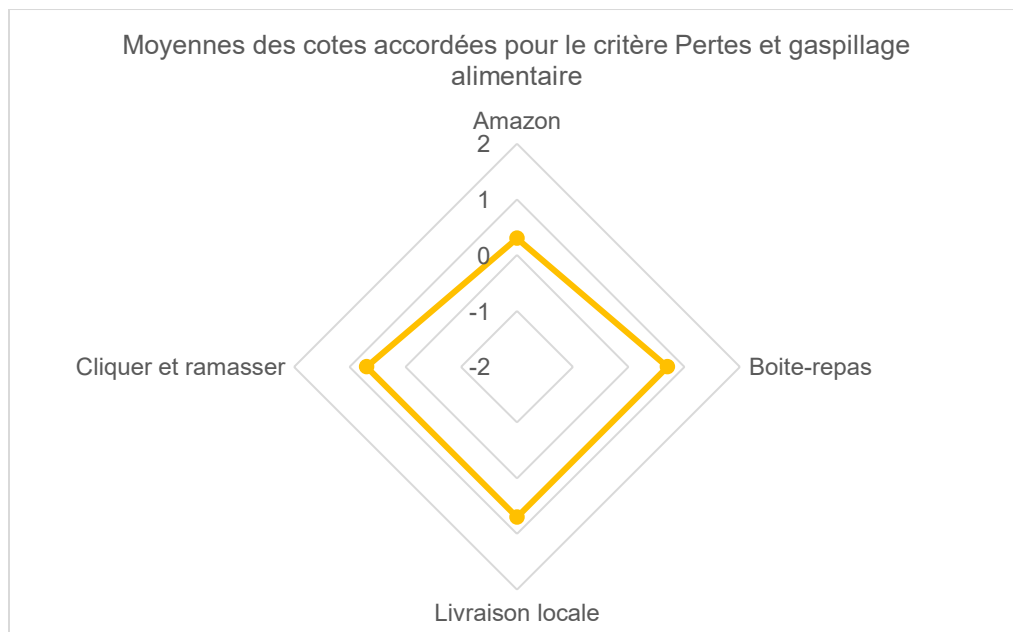 Moyennes des cotes accordées pour le critère Pertes et gaspillage
alimentaire
Amazon
2
1
0
-1
Cliquer et ramasser
-2
Boite-repas
Livraison locale